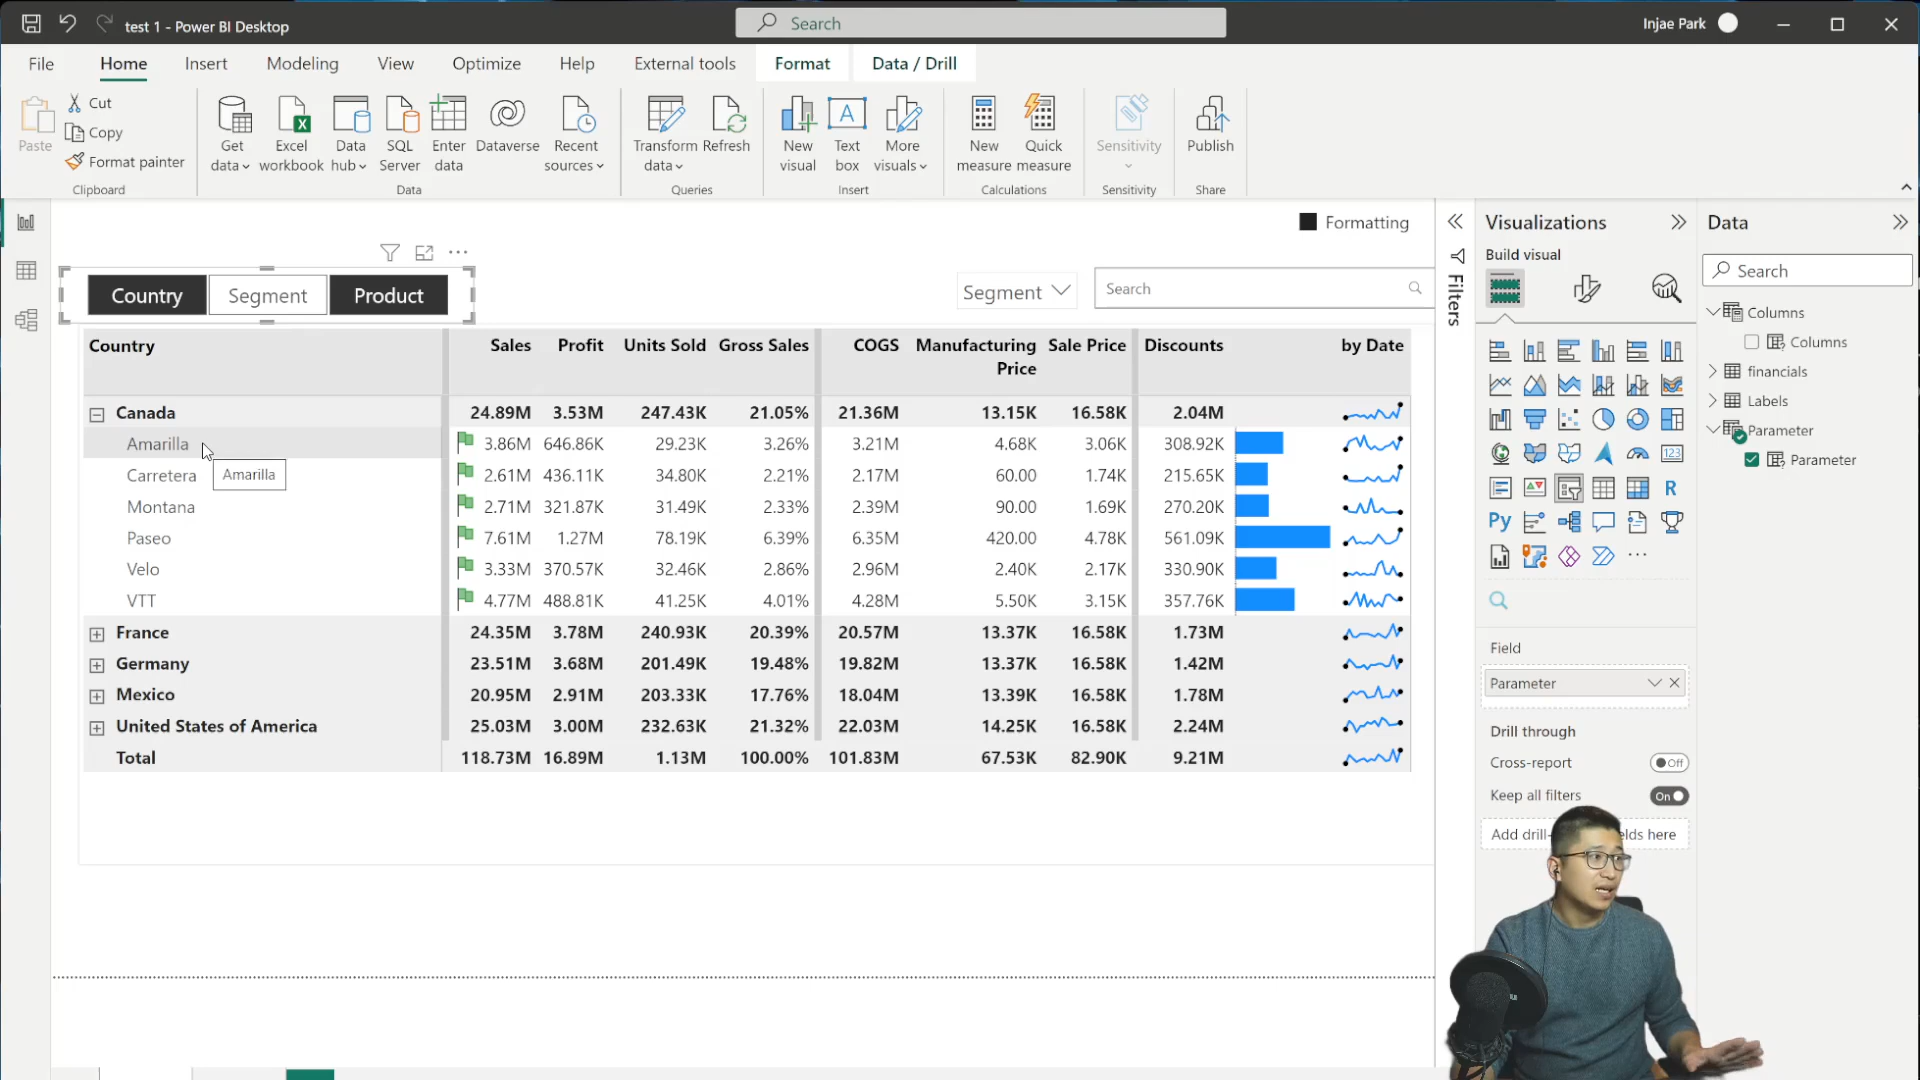 test 1 - Power BI Desktop
Search
Injae Park
File Home Insert Modeling View Optimize Help External tools Format Data / Drill
Paste
Cut
Copy
Format painter
Clipboard
Get data
Excel workbook
Data hub
SQL Server
Enter data
Dataverse
Recent sources
Data
Transform data
Refresh
Queries
New visual
Text box
More visuals
Insert
New measure
Quick measure
Calculations
Sensitivity
Sensitivity
Publish
Share
Formatting
Country Segment Product
Segment
Search
Country Sales Profit Units Sold Gross Sales COGS Manufacturing Price Sale Price Discounts by Date
Canada 24.89M 3.53M 247.43K 21.05% 21.36M 13.15K 16.58K 2.04M
Amarilla 3.86M 646.86K 29.23K 3.26% 3.21M 4.68K 3.06K 308.92K
Carretera 2.61M 436.11K 34.80K 2.21% 2.17M 60.00 1.74K 215.65K
Amarilla
Montana 2.71M 321.87K 31.49K 2.33% 2.39M 90.00 1.69K 270.20K
Paseo 7.61M 1.27M 78.19K 6.39% 6.35M 420.00 4.78K 561.09K
Velo 3.33M 370.57K 32.46K 2.86% 2.96M 2.40K 2.17K 330.90K
VTT 4.77M 488.81K 41.25K 4.01% 4.28M 5.50K 3.15K 357.76K
France 24.35M 3.78M 240.93K 20.39% 20.57M 13.37K 16.58K 1.73M
Germany 23.51M 3.68M 201.49K 19.48% 19.82M 13.37K 16.58K 1.42M
Mexico 20.95M 2.91M 203.33K 17.76% 18.04M 13.39K 16.58K 1.78M
United States of America 25.03M 3.00M 232.63K 21.32% 22.03M 14.25K 16.58K 2.24M
Total 118.73M 16.89M 1.13M 100.00% 101.83M 67.53K 82.90K 9.21M
Filters
Visualizations
Build visual
123
R
Py
Field
Parameter
Drill through
Cross-report
Off
Keep all filters
On
Add drill-
lds here
Data
Search
Columns
Columns
financials
Labels
Parameter
Parameter